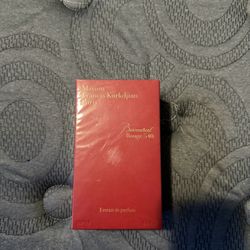 Maison
Francis Kurkdjian
Paris
Baccarat
Rouge 540
Extrait de parfum